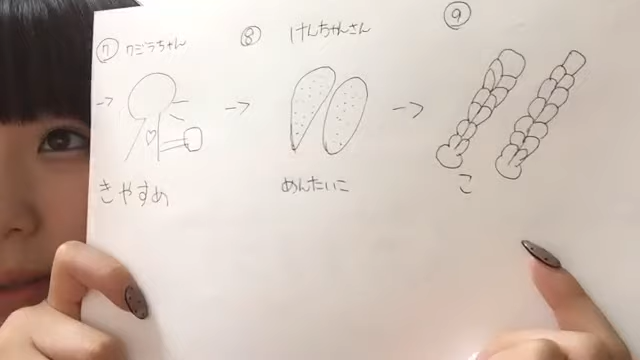 ⑦ クジラちゃん
⑧ けんちゃんさん
⑨
→ → →
きやすめ
めんたいこ
こ